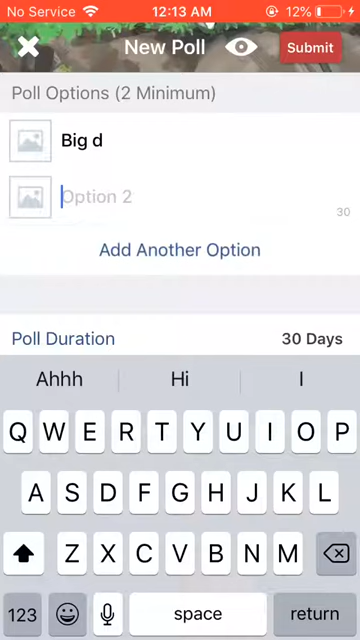 No Service 12:13 AM 12%
New Poll Submit
Poll Options (2 Minimum)
Big d
Option 2
30
Add Another Option
Poll Duration 30 Days
Ahhh Hi I
Q W E R T Y U I O P
A S D F G H J K L
Z X C V B N M
123 space return